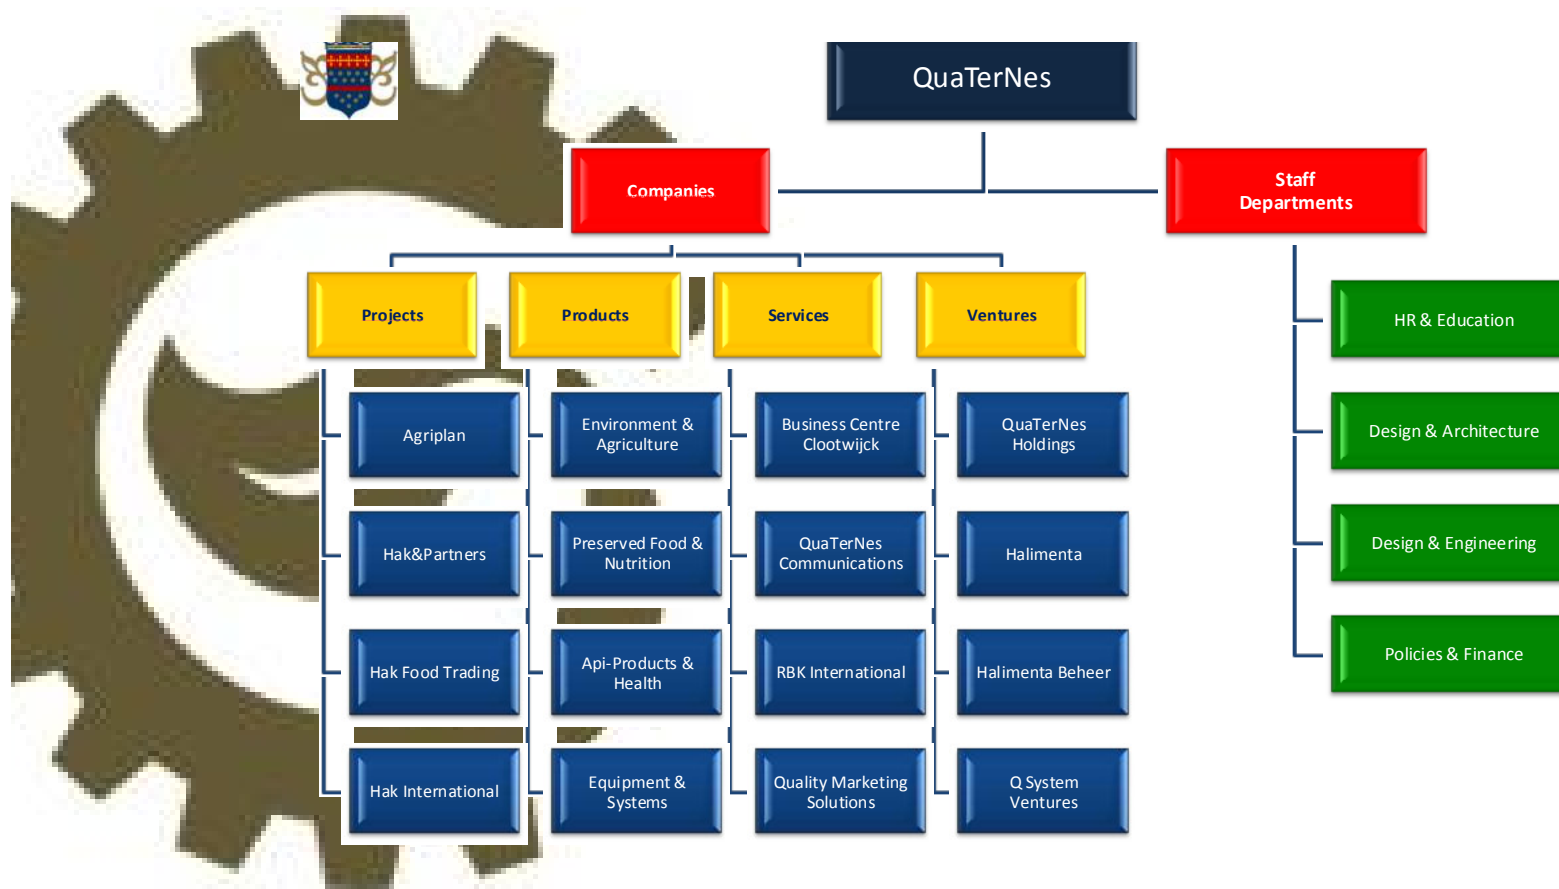 QuaTerNes
Companies
Staff
Departments
Projects
Products
Services
Ventures
HR & Education
Design & Architecture
Design & Engineering
Policies & Finance
Agriplan
Environment &
Agriculture
Business Centre
Clootwijck
QuaTerNes
Holdings
Hak&Partners
Preserved Food &
Nutrition
QuaTerNes
Communications
Halimenta
Hak Food Trading
Api-Products &
Health
RBK International
Halimenta Beheer
Hak International
Equipment &
Systems
Quality Marketing
Solutions
Q System
Ventures